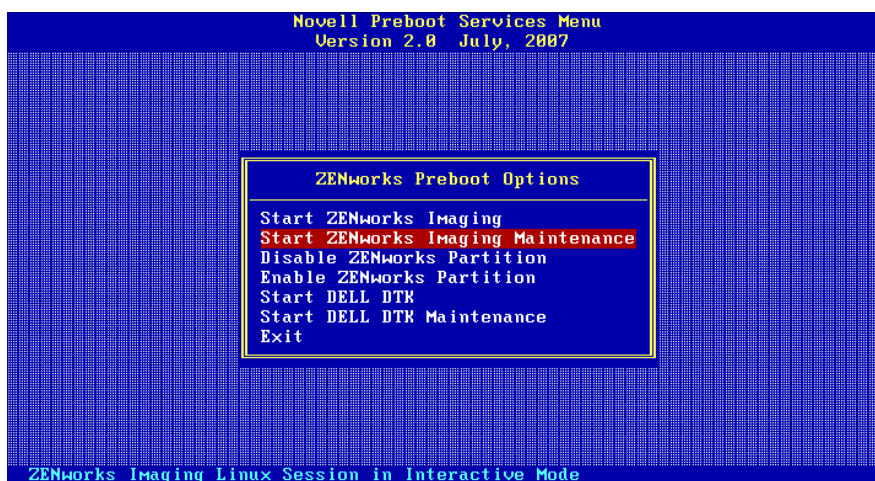 Novell Preboot Services Menu
Version 2.0 July, 2007
ZENworks Preboot Options
Start ZENworks Imaging
Start ZENworks Imaging Maintenance
Disable ZENworks Partition
Enable ZENworks Partition
Start DELL DTK
Start DELL DTK Maintenance
Exit
ZENworks Imaging Linux Session in Interactive Mode